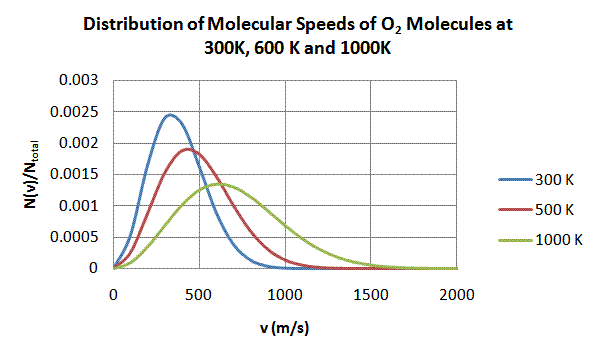 Distribution of Molecular Speeds of O₂ Molecules at
300K, 600 K and 1000K
0.003
0.0025
0.002
0.0015
0.001
0.0005
0
N(v)/Nₜₒₜₐₗ
300 K
500 K
1000 K
0 500 1000 1500 2000
v (m/s)